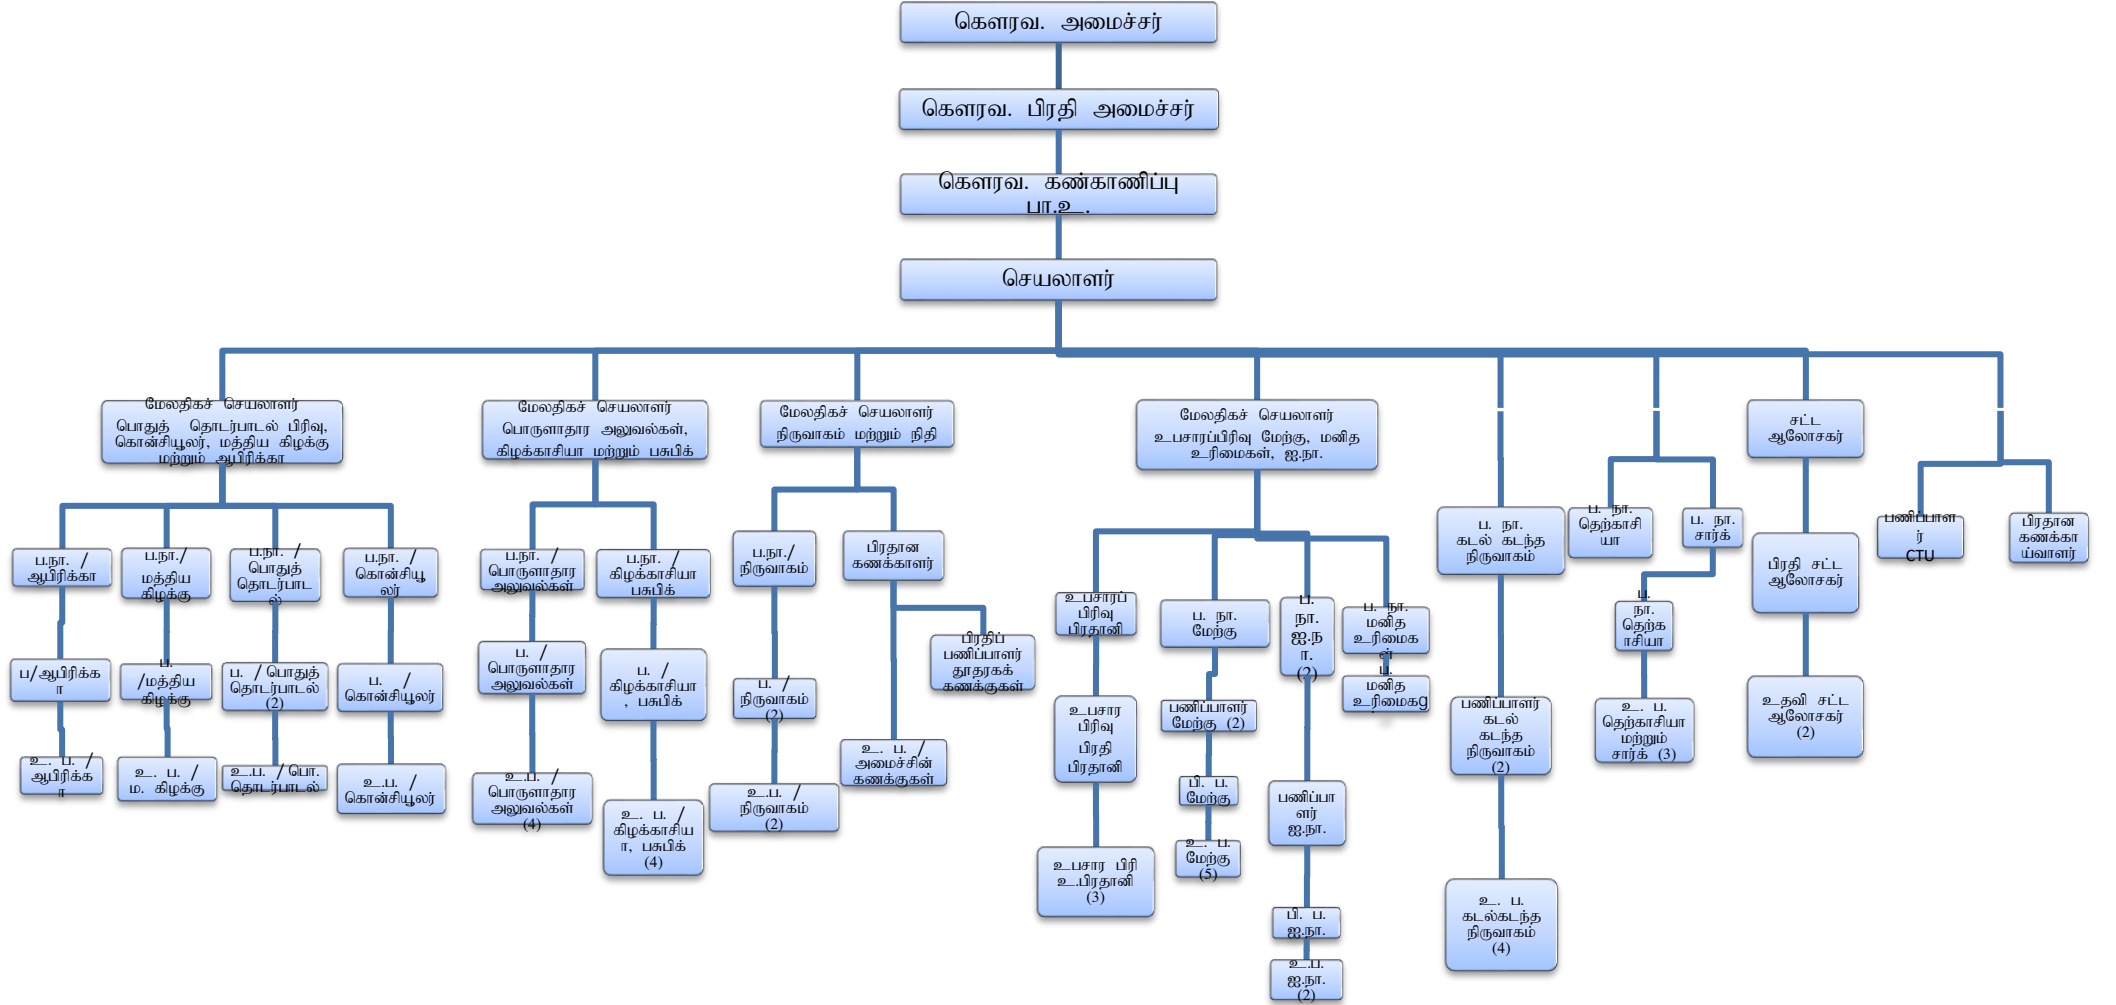 கௌரவ. அமைச்சர்
கௌரவ. பிரதி அமைச்சர்
கௌரவ. கண்காணிப்பு
பா.உ.
செயலாளர்
மேலதிகச் செயலாளர்
பொதுத் தொடர்பாடல் பிரிவு,
கொன்சியூலர், மத்திய கிழக்கு
மற்றும் ஆபிரிக்கா
மேலதிகச் செயலாளர்
பொருளாதார அலுவல்கள்,
கிழக்காசியா மற்றும் பசுபிக்
மேலதிகச் செயலாளர்
நிருவாகம் மற்றும் நிதி
மேலதிகச் செயலாளர்
உபசாரப்பிரிவு மேற்கு, மனித
உரிமைகள், ஐ.நா.
சட்ட
ஆலோசகர்
ப.நா. /
ஆபிரிக்கா
ப.நா./
மத்திய
கிழக்கு
ப.நா. /
பொதுத்
தொடர்பாட
ல்
ப.நா. /
கொன்சியூ
லர்
ப.நா. /
பொருளாதார
அலுவல்கள்
ப.நா. /
கிழக்காசியா
பசுபிக்
ப.நா./
நிருவாகம்
பிரதான
கணக்காளர்
உபசாரப்
பிரிவு
பிரதானி
ப. நா.
மேற்கு
ப.
நா.
ஐ.ந
ா.
(2)
ப. நா.
மனித
உரிமைக
ள்
ப. நா.
கடல் கடந்த
நிருவாகம்
ப. நா.
தெற்காசி
யா
ப. நா.
சார்க்
பிரதி சட்ட
ஆலோசகர்
பணிப்பாள
ர்
CTU
பிரதான
கணக்கா
ய்வாளர்
ப/ஆபிரிக்க
ா
ப.
/மத்திய
கிழக்கு
ப. /பொதுத்
தொடர்பாடல்
(2)
ப. /
கொன்சியூலர்
ப. /
பொருளாதார
அலுவல்கள்
ப. /
கிழக்காசியா
, பசுபிக்
ப. /
நிருவாகம்
(2)
பிரதிப்
பணிப்பாளர்
தூதரகக்
கணக்குகள்
உபசார
பிரிவு
பிரதி
பிரதானி
பணிப்பாளர்
மேற்கு (2)
ப.
மனித
உரிமைகg
பணிப்பாளர்
கடல்
கடந்த
நிருவாகம்
(2)
ப.
நா.
தெற்க
ாசியா
உதவி சட்ட
ஆலோசகர்
(2)
உ. ப. /
ஆபிரிக்க
ா
உ. ப. /
ம. கிழக்கு
உ.ப. /பொ.
தொடர்பாடல்
உ.ப. /
கொன்சியூலர்
உ.ப. /
பொருளாதார
அலுவல்கள்
(4)
உ. ப. /
கிழக்காசிய
ா, பசுபிக்
(4)
உ.ப. /
நிருவாகம்
(2)
உ. ப. /
அமைச்சின்
கணக்குகள்
உபசார பிரி
உ.பிரதானி
(3)
பி. ப.
மேற்கு
உ. ப.
மேற்கு
(5)
பணிப்பா
ளர்
ஐ.நா.
பி. ப.
ஐ.நா.
உ.ப.
ஐ.நா.
(2)
உ. ப.
கடல்கடந்த
நிருவாகம்
(4)
உ. ப.
தெற்காசியா
மற்றும்
சார்க் (3)